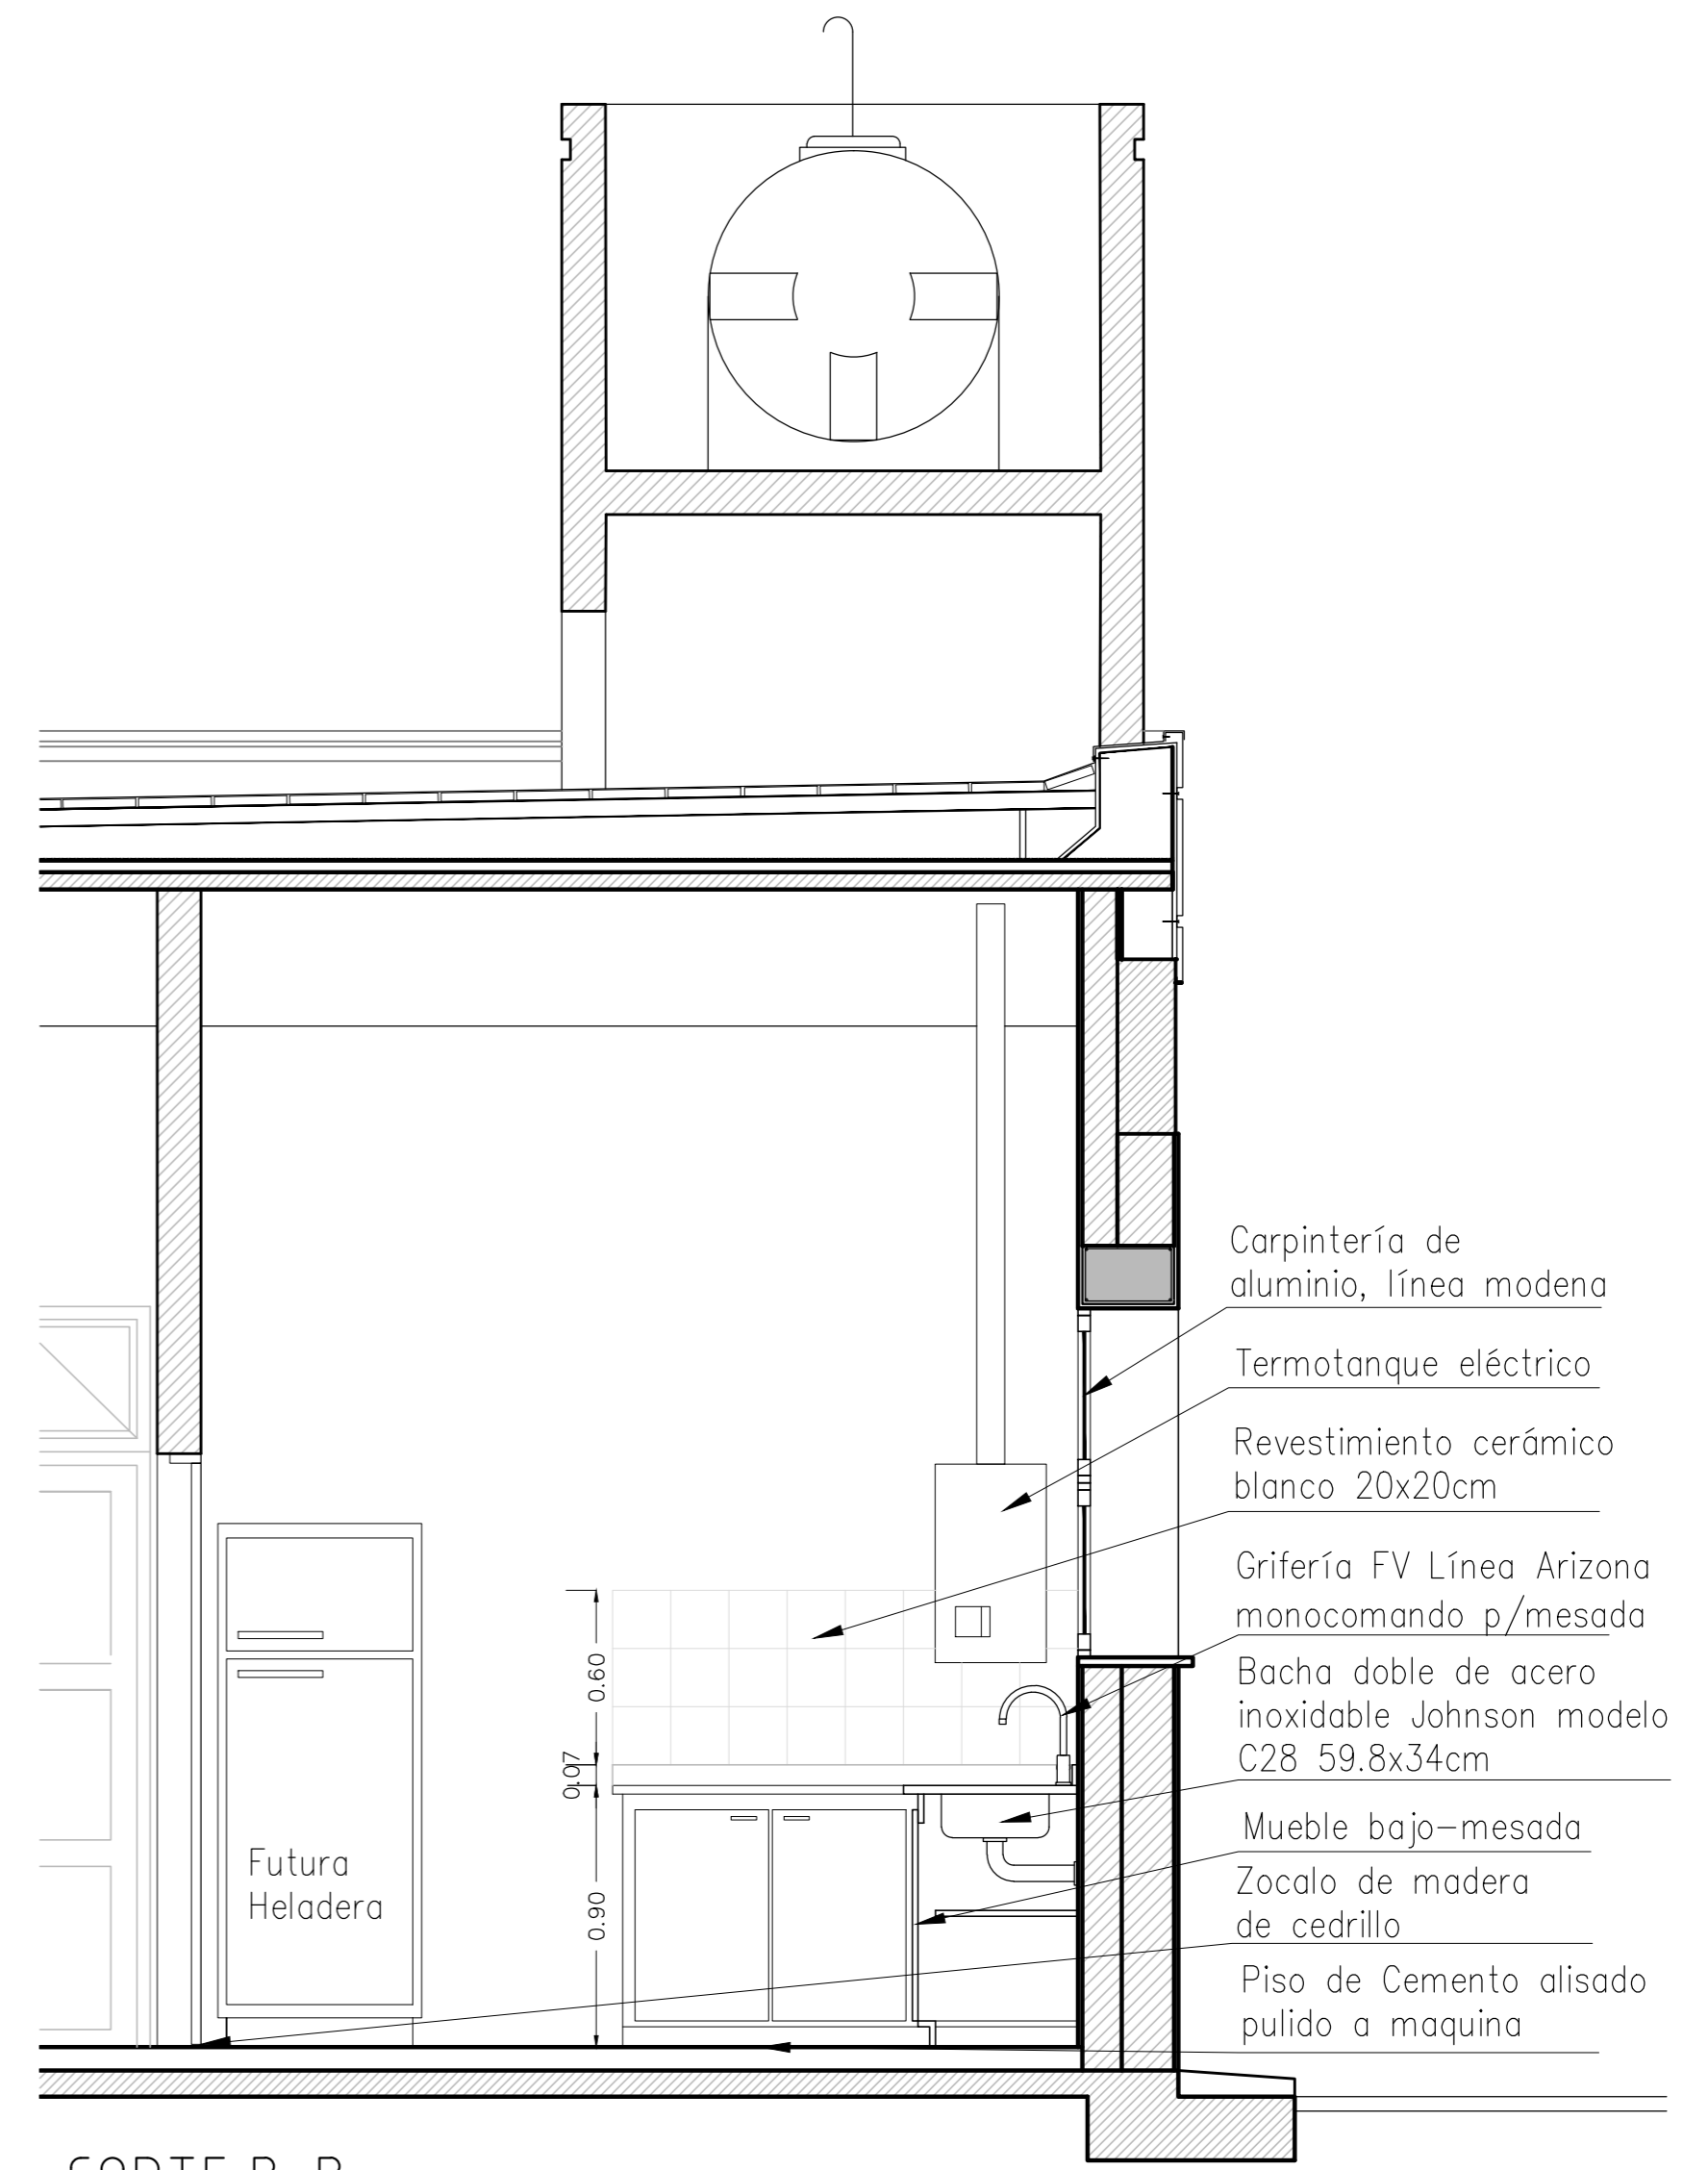 Carpintería de
aluminio, línea modena
Termotanque eléctrico
Revestimiento cerámico
blanco 20x20cm
Grifería FV Línea Arizona
monocomando p/mesada
Bacha doble de acero
inoxidable Johnson modelo
C28 59.8x34cm
Mueble bajo-mesada
Zocalo de madera
de cedrillo
Piso de Cemento alisado
pulido a maquina
0.60
0.07
0.90
Futura
Heladera